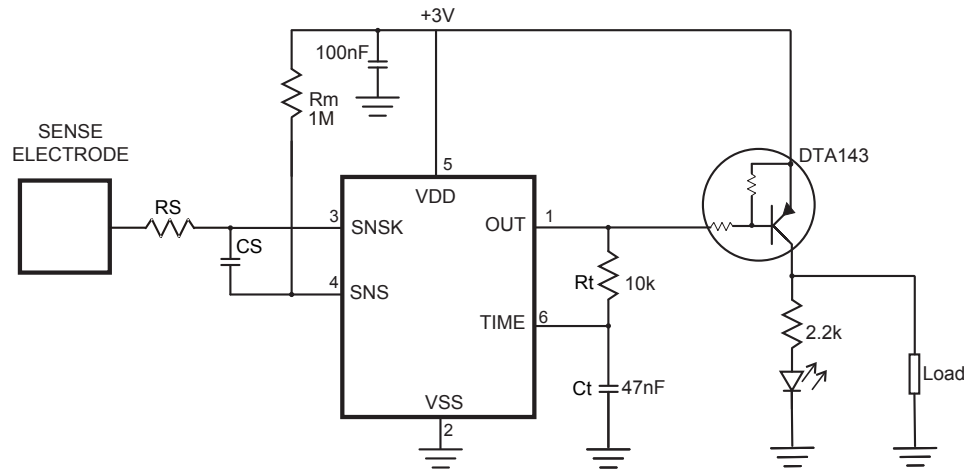 +3V
100nF
Rm
1M
SENSE
ELECTRODE
DTA143
5
VDD
RS
3
SNSK
OUT
1
CS
4
SNS
Rt
10k
TIME
6
2.2k
Ct
47nF
Load
VSS
2